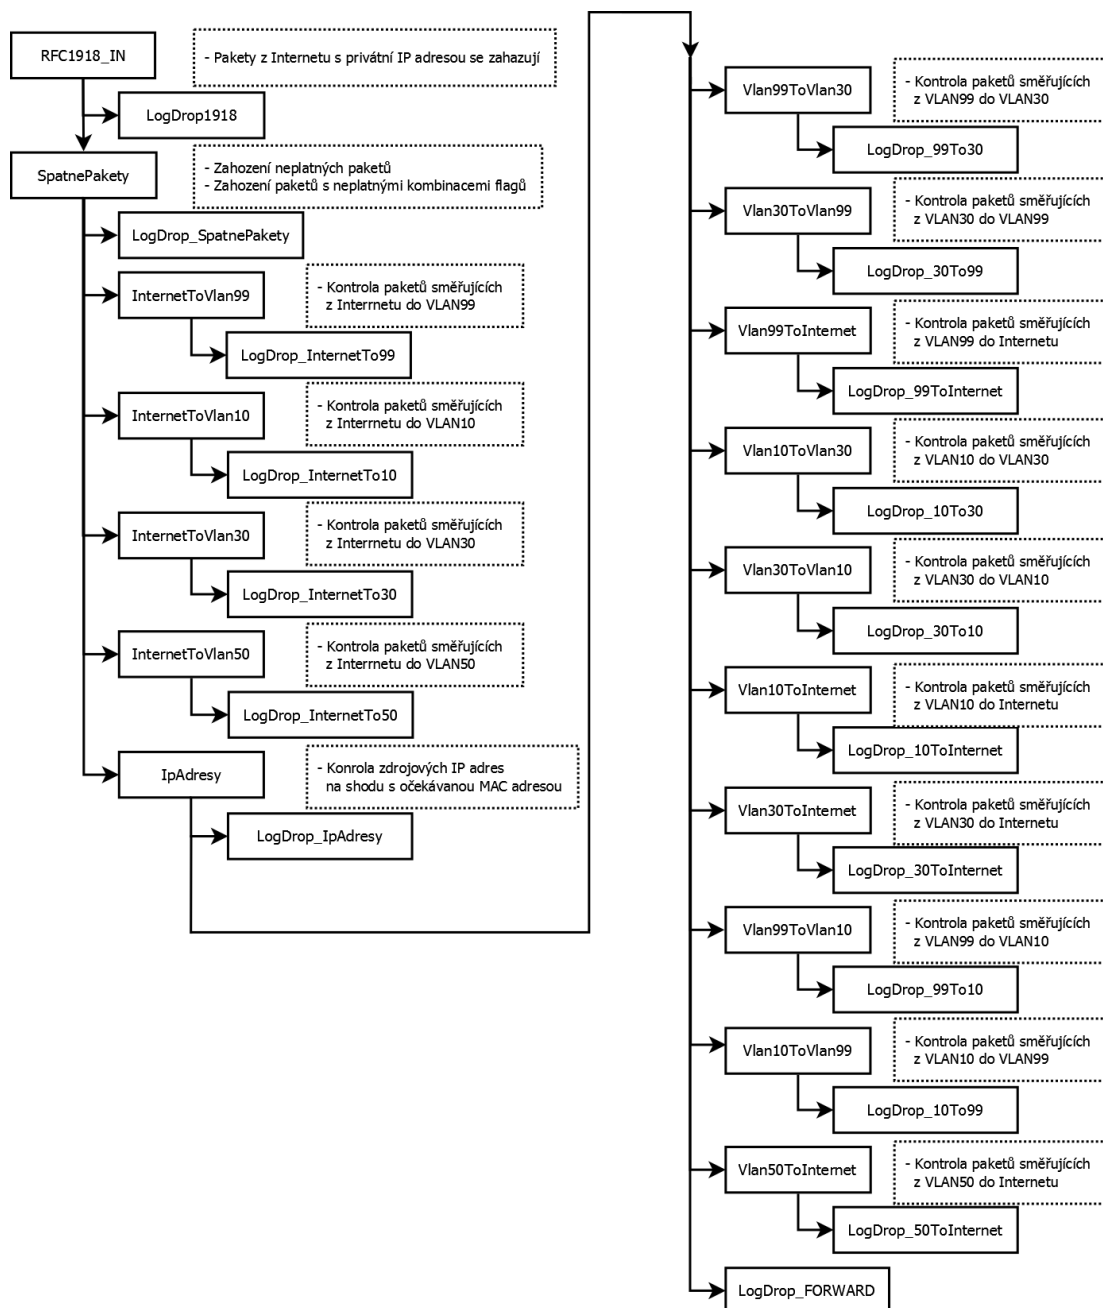 RFC1918_IN
- Pakety z Internetu s privátní IP adresou se zahazují
LogDrop1918
SpatnePakety
- Zahození neplatných paketů
- Zahození paketů s neplatnými kombinacemi flagů
LogDrop_SpatnePakety
InternetToVlan99
- Kontrola paketů směřujících
z Interrnetu do VLAN99
LogDrop_InternetTo99
InternetToVlan10
- Kontrola paketů směřujících
z Internetu do VLAN10
LogDrop_InternetTo10
InternetToVlan30
- Kontrola paketů směřujících
z Internetu do VLAN30
LogDrop_InternetTo30
InternetToVlan50
- Kontrola paketů směřujících
z Internetu do VLAN50
LogDrop_InternetTo50
IpAdresy
- Konrola zdrojových IP adres
na shodu s očekávanou MAC adresou
LogDrop_IpAdresy
Vlan99ToVlan30
- Kontrola paketů směřujících
z VLAN99 do VLAN30
LogDrop_99To30
Vlan30ToVlan99
- Kontrola paketů směřujících
z VLAN30 do VLAN99
LogDrop_30To99
Vlan99ToInternet
- Kontrola paketů směřujících
z VLAN99 do Internetu
LogDrop_99ToInternet
Vlan10ToVlan30
- Kontrola paketů směřujících
z VLAN10 do VLAN30
LogDrop_10To30
Vlan30ToVlan10
- Kontrola paketů směřujících
z VLAN30 do VLAN10
LogDrop_30To10
Vlan10ToInternet
- Kontrola paketů směřujících
z VLAN10 do Internetu
LogDrop_10ToInternet
Vlan30ToInternet
- Kontrola paketů směřujících
z VLAN30 do Internetu
LogDrop_30ToInternet
Vlan99ToVlan10
- Kontrola paketů směřujících
z VLAN99 do VLAN10
LogDrop_99To10
Vlan10ToVlan99
- Kontrola paketů směřujících
z VLAN10 do VLAN99
LogDrop_10To99
Vlan50ToInternet
- Kontrola paketů směřujících
z VLAN50 do Internetu
LogDrop_50ToInternet
LogDrop_FORWARD